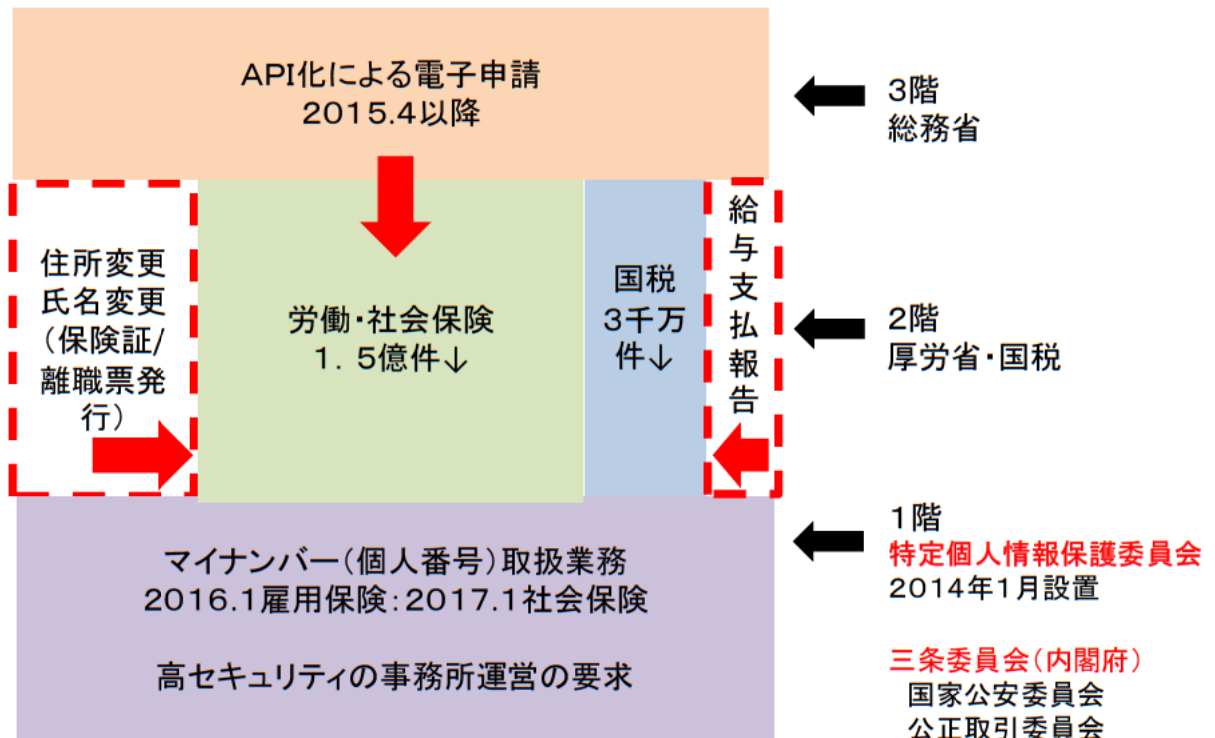 API化による電子申請
2015.4以降
3階
総務省
住所変更
氏名変更
(保険証/
離職票発
行)
労働・社会保険
1.5億件↓
国税
3千万
件↓
給与支払報告
2階
厚労省・国税
マイナンバー(個人番号)取扱業務
2016.1雇用保険:2017.1社会保険
高セキュリティの事務所運営の要求
1階
特定個人情報保護委員会
2014年1月設置
三条委員会(内閣府)
国家公安委員会
公正取引委員会